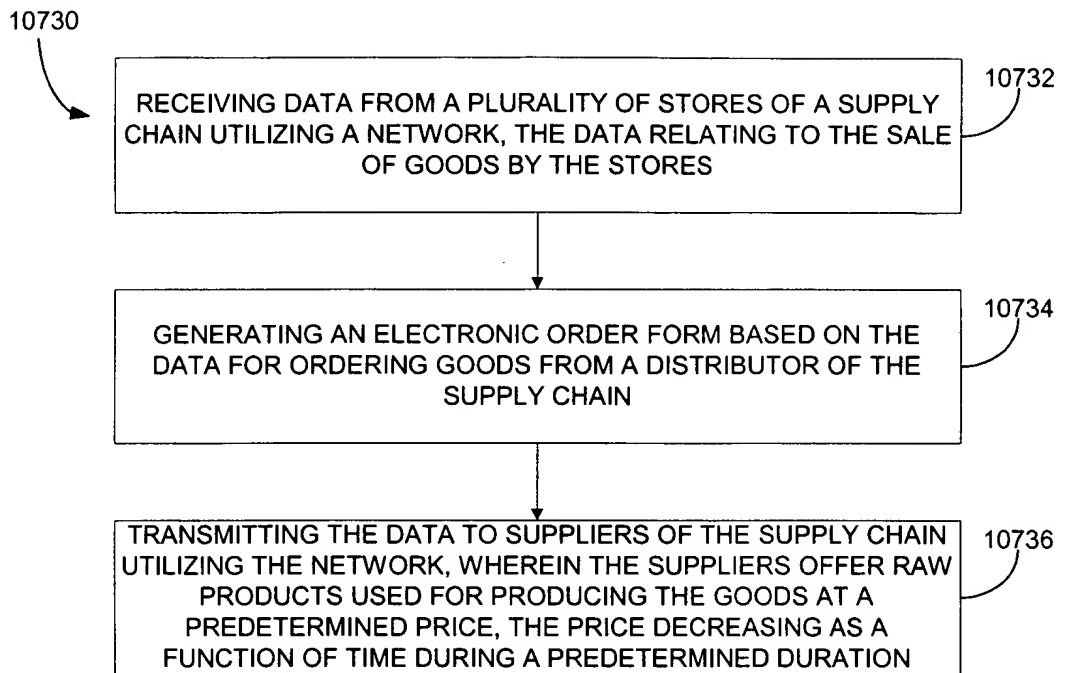 10730
10732
RECEIVING DATA FROM A PLURALITY OF STORES OF A SUPPLY
CHAIN UTILIZING A NETWORK, THE DATA RELATING TO THE SALE
OF GOODS BY THE STORES
10734
GENERATING AN ELECTRONIC ORDER FORM BASED ON THE
DATA FOR ORDERING GOODS FROM A DISTRIBUTOR OF THE
SUPPLY CHAIN
10736
TRANSMITTING THE DATA TO SUPPLIERS OF THE SUPPLY CHAIN
UTILIZING THE NETWORK, WHEREIN THE SUPPLIERS OFFER RAW
PRODUCTS USED FOR PRODUCING THE GOODS AT A
PREDETERMINED PRICE, THE PRICE DECREASING AS A
FUNCTION OF TIME DURING A PREDETERMINED DURATION